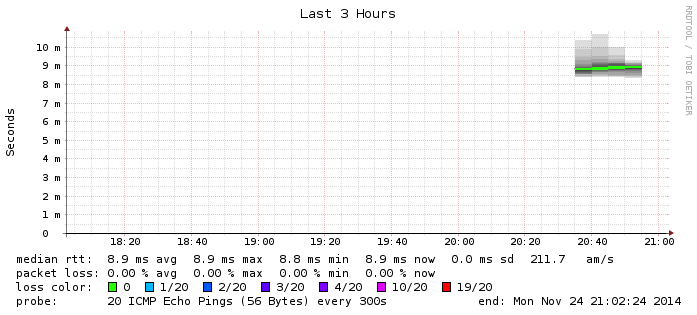 Last 3 Hours
RRDTOOL / TOBI OETIKER
Seconds
10 m
9 m
8 m
7 m
6 m
5 m
4 m
3 m
2 m
1 m
0
18:20 18:40 19:00 19:20 19:40 20:00 20:20 20:40 21:00
median rtt: 8.9 ms avg 8.9 ms max 8.8 ms min 8.9 ms now 0.0 ms sd 211.7 am/s
packet loss: 0.00 % avg 0.00 % max 0.00 % min 0.00 % now
loss color: 0 1/20 2/20 3/20 4/20 10/20 19/20
probe: 20 ICMP Echo Pings (56 Bytes) every 300s end: Mon Nov 24 21:02:24 2014